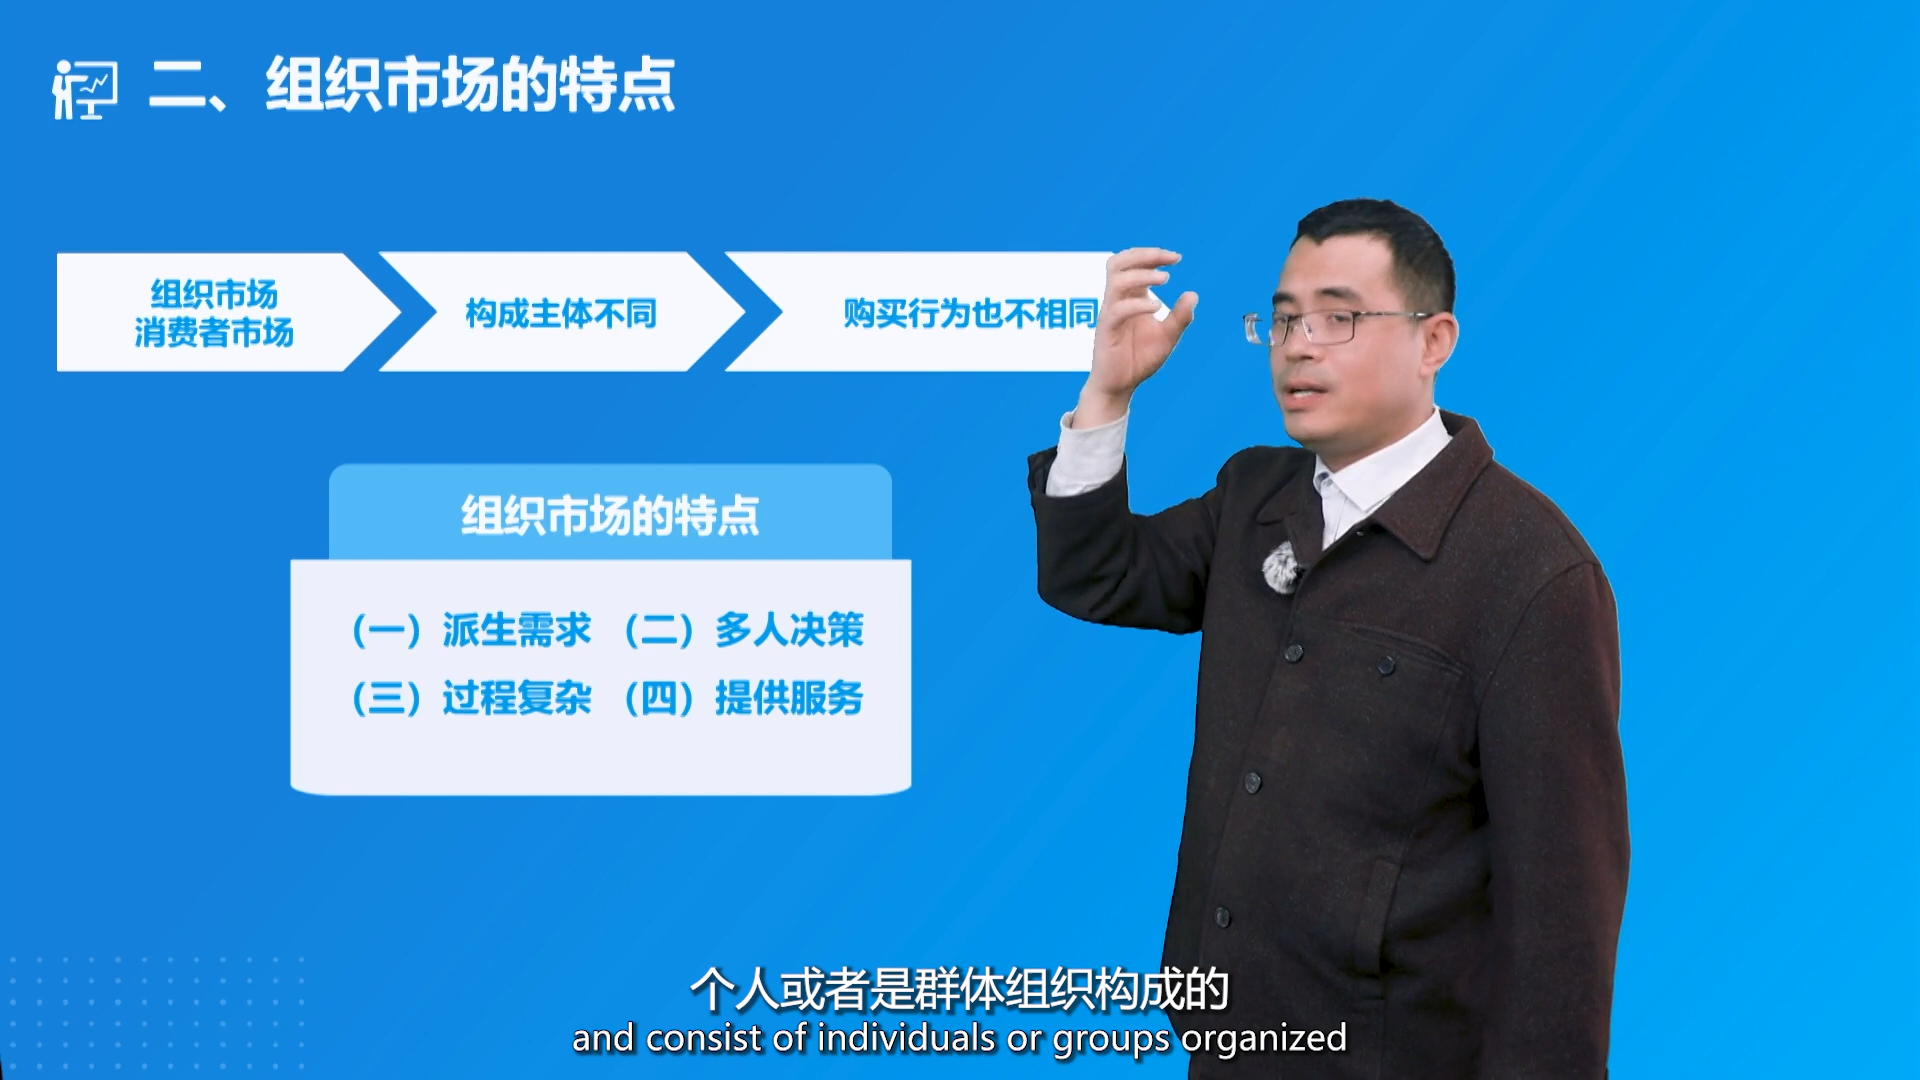 二、组织市场的特点
组织市场
消费者市场
构成主体不同
购买行为也不相同
组织市场的特点
（一）派生需求 （二）多人决策
（三）过程复杂 （四）提供服务
个人或者是群体组织构成的
and consist of individuals or groups organized